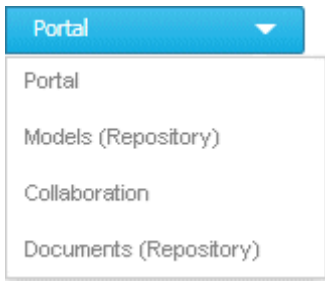 Portal
Portal
Models (Repository)
Collaboration
Documents (Repository)